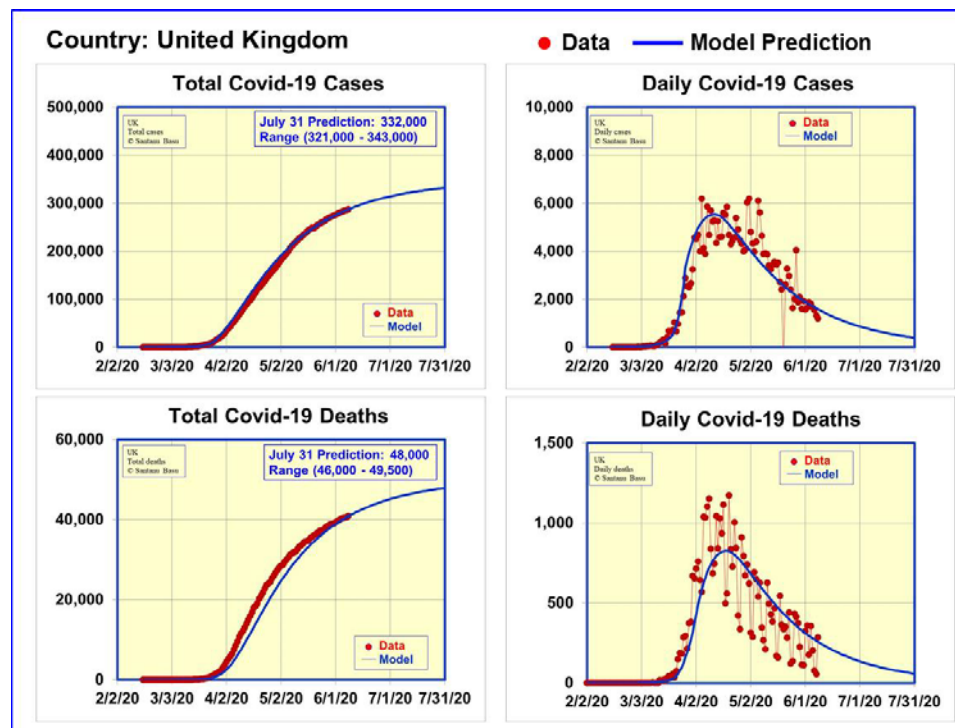 Country: United Kingdom
Data
Model Prediction
Total Covid-19 Cases
500,000
400,000
300,000
200,000
100,000
0
UK
Total cases
© Santanu Basu
July 31 Prediction: 332,000
Range (321,000 - 343,000)
Data
Model
2/2/20 3/3/20 4/2/20 5/2/20 6/1/20 7/1/20 7/31/20
Daily Covid-19 Cases
10,000
8,000
6,000
4,000
2,000
0
UK
Daily cases
© Santanu Basu
Data
Model
2/2/20 3/3/20 4/2/20 5/2/20 6/1/20 7/1/20 7/31/20
Total Covid-19 Deaths
60,000
40,000
20,000
0
UK
Total deaths
© Santanu Basu
July 31 Prediction: 48,000
Range (46,000 - 49,500)
Data
Model
2/2/20 3/3/20 4/2/20 5/2/20 6/1/20 7/1/20 7/31/20
Daily Covid-19 Deaths
1,500
1,000
500
0
UK
Daily deaths
© Santanu Basu
Data
Model
2/2/20 3/3/20 4/2/20 5/2/20 6/1/20 7/1/20 7/31/20